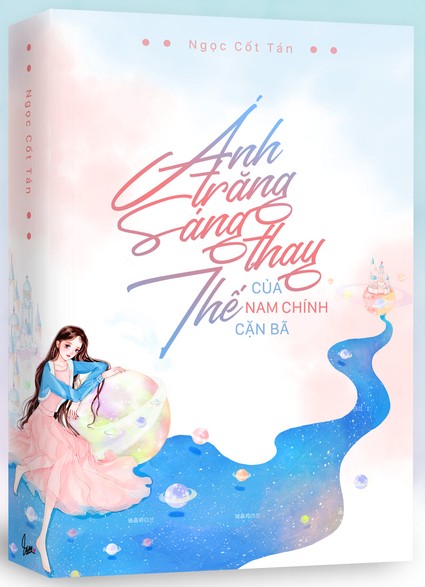 Ngọc Cốt Tán
Ngọc Cốt Tán
Ánh
trăng
Sáng
thay
Thế
CỦA
NAM CHÍNH
CẶN BÃ